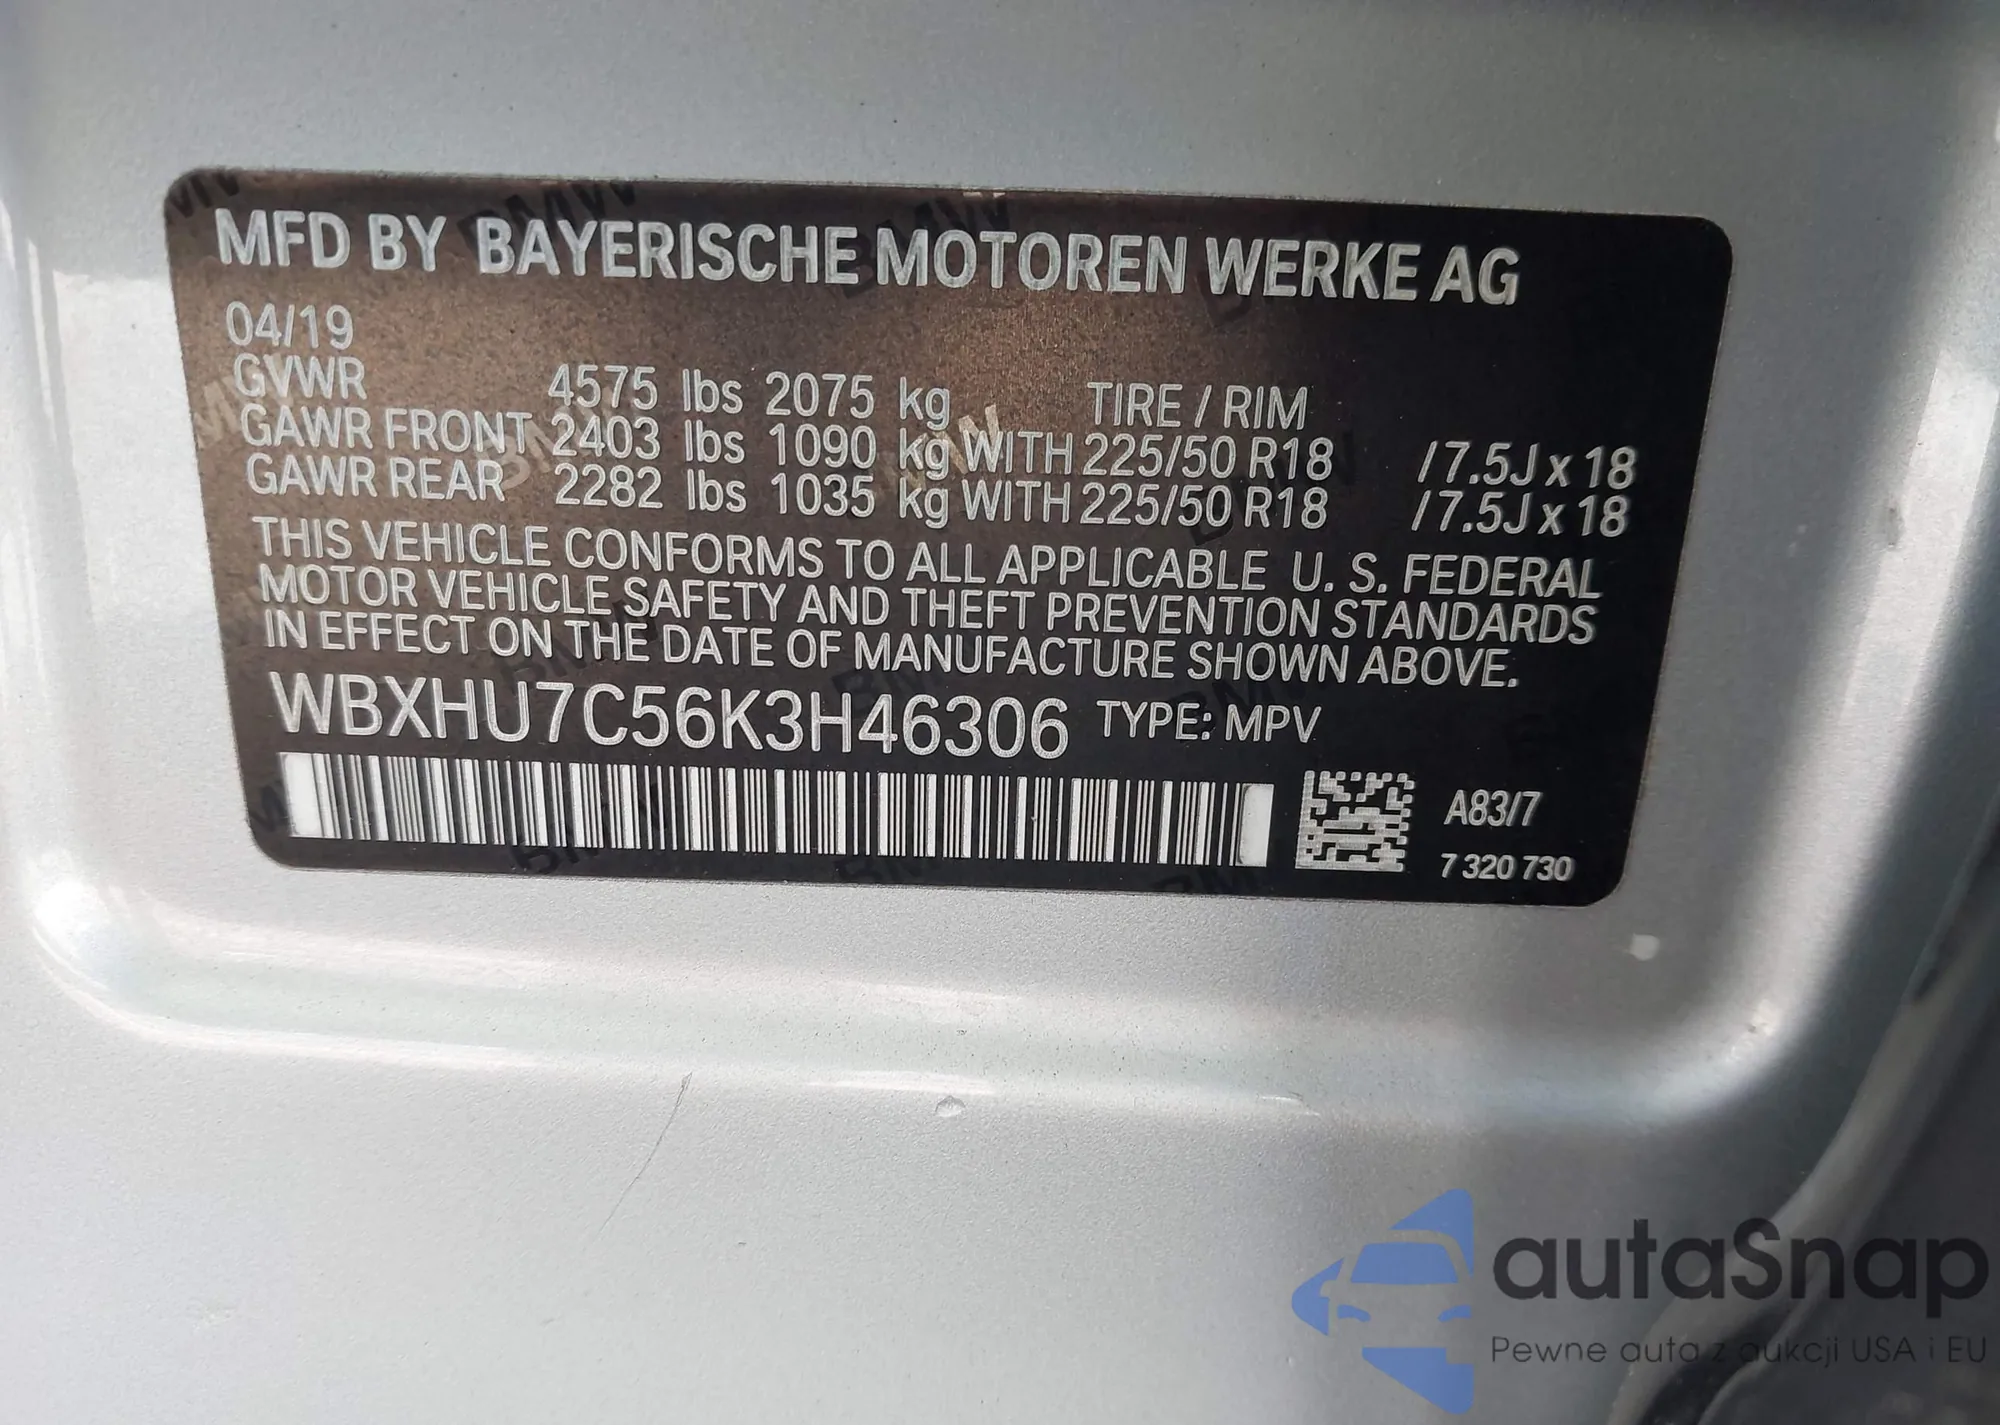 MFD BY BAYERISCHE MOTOREN WERKE AG
04/19
GVWR 4575 lbs 2075 kg TIRE / RIM
GAWR FRONT 2403 lbs 1090 kg WITH 225/50 R18 /7.5J x 18
GAWR REAR 2282 lbs 1035 kg WITH 225/50 R18 /7.5J x 18
THIS VEHICLE CONFORMS TO ALL APPLICABLE U. S. FEDERAL
MOTOR VEHICLE SAFETY AND THEFT PREVENTION STANDARDS
IN EFFECT ON THE DATE OF MANUFACTURE SHOWN ABOVE.
WBXHU7C56K3H46306 TYPE: MPV
A83/7
7 320 730
autaSnap
Pewne auta z aukcji USA i EU